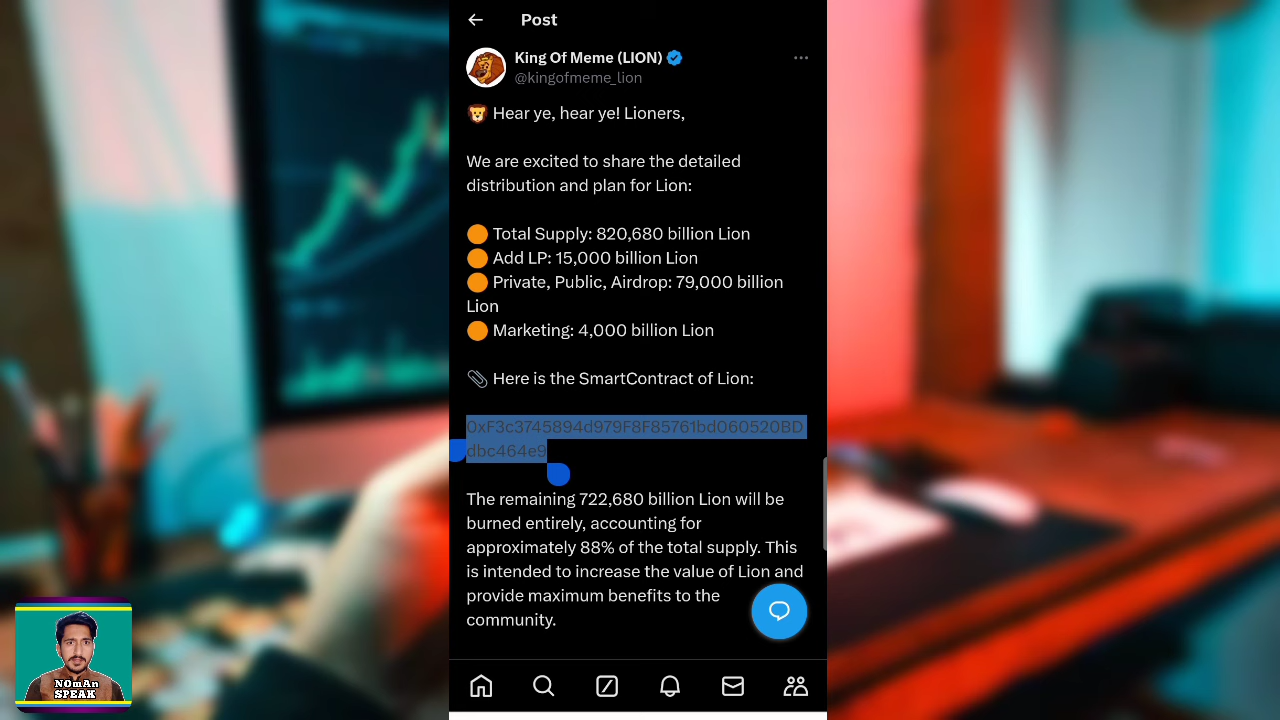 Post
King Of Meme (LION)
@kingofmeme_lion
🦁 Hear ye, hear ye! Lioners,
We are excited to share the detailed
distribution and plan for Lion:
🟠 Total Supply: 820,680 billion Lion
🟠 Add LP: 15,000 billion Lion
🟠 Private, Public, Airdrop: 79,000 billion
Lion
🟠 Marketing: 4,000 billion Lion
📎 Here is the SmartContract of Lion:
0xF3c3745894d979F8F85761bd060520BD
dbc464e9
The remaining 722,680 billion Lion will be
burned entirely, accounting for
approximately 88% of the total supply. This
is intended to increase the value of Lion and
provide maximum benefits to the
community.
NOmAn
SPEAK